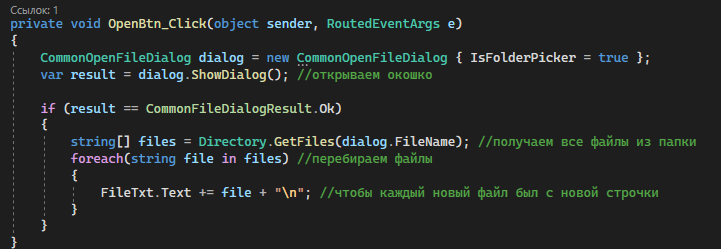 Ссылок: 1
private void OpenBtn_Click(object sender, RoutedEventArgs e)
{
    CommonOpenFileDialog dialog = new CommonOpenFileDialog { IsFolderPicker = true };
    var result = dialog.ShowDialog(); //открываем окошко

    if (result == CommonFileDialogResult.Ok)
    {
        string[] files = Directory.GetFiles(dialog.FileName); //получаем все файлы из папки
        foreach(string file in files) //перебираем файлы
        {
            FileTxt.Text += file + "\n"; //чтобы каждый новый файл был с новой строчки
        }
    }
}